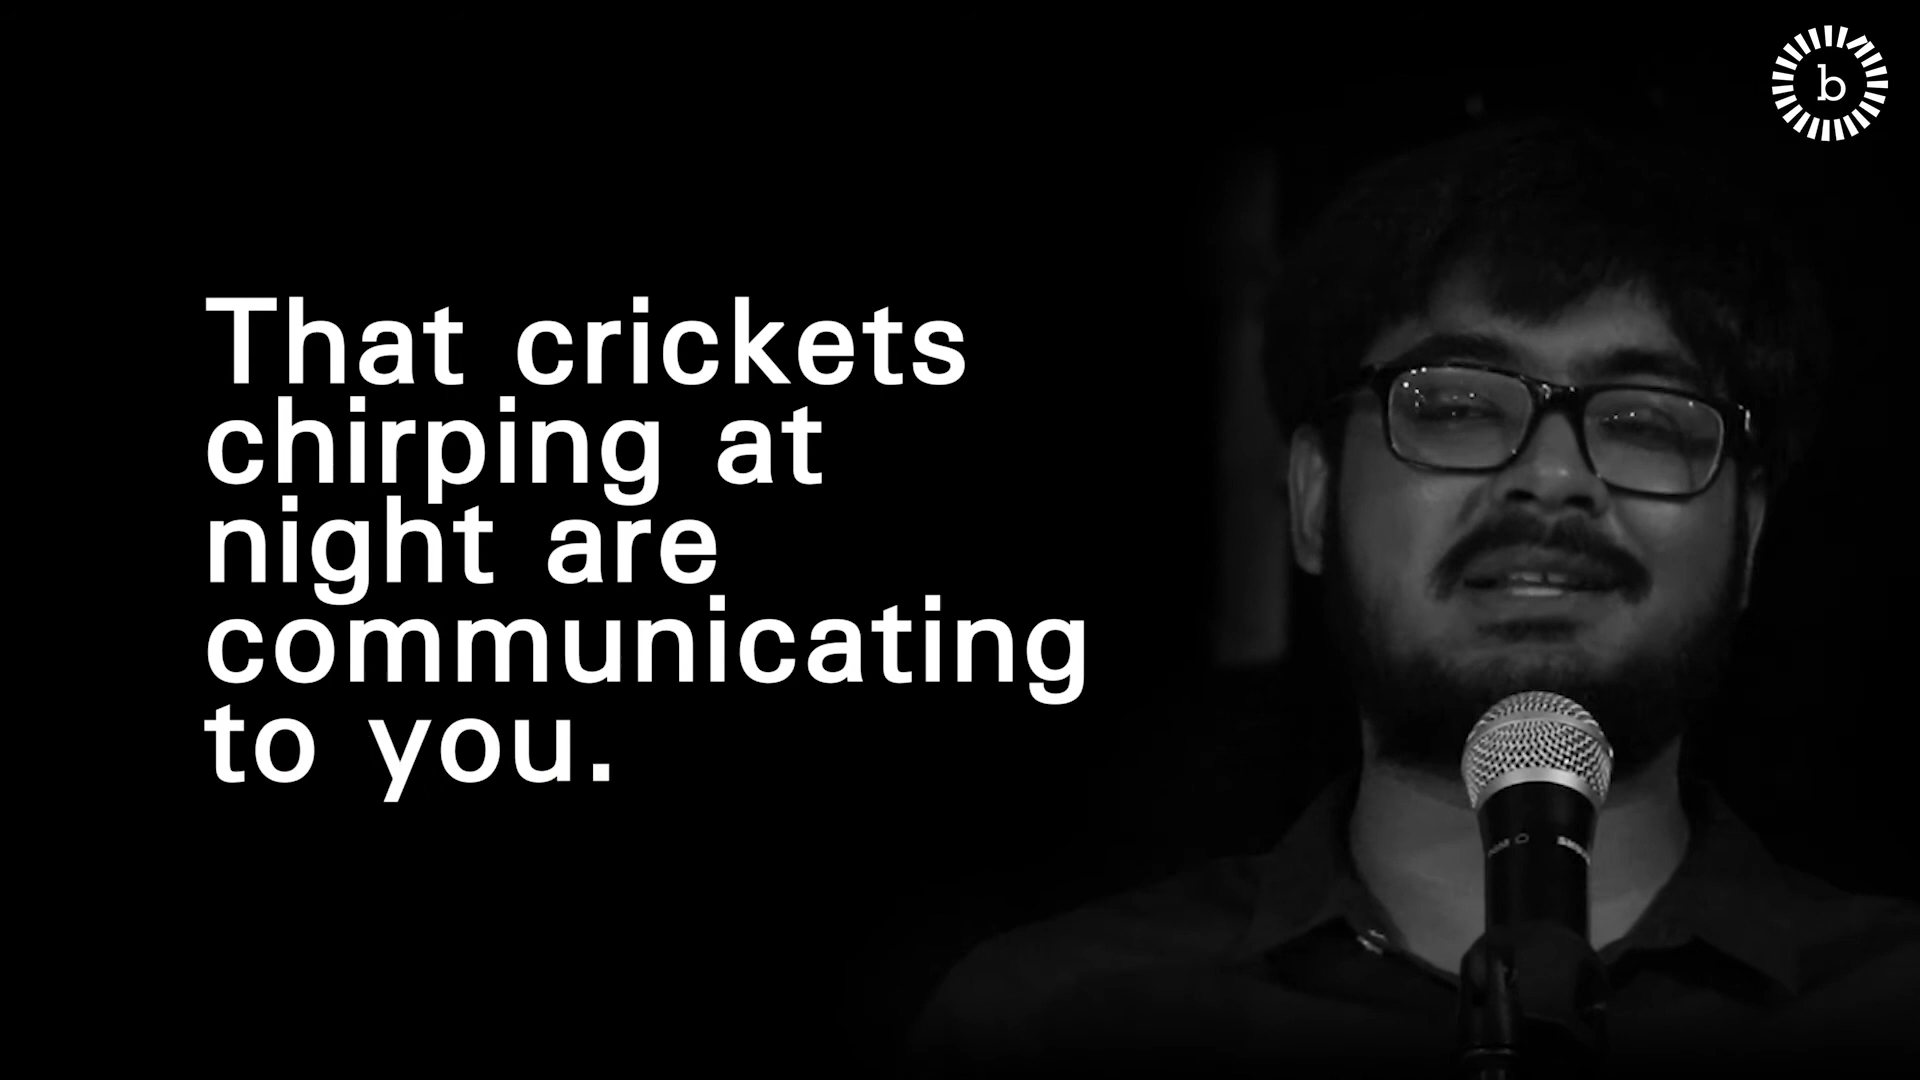 b
That crickets
chirping at
night are
communicating
to you.